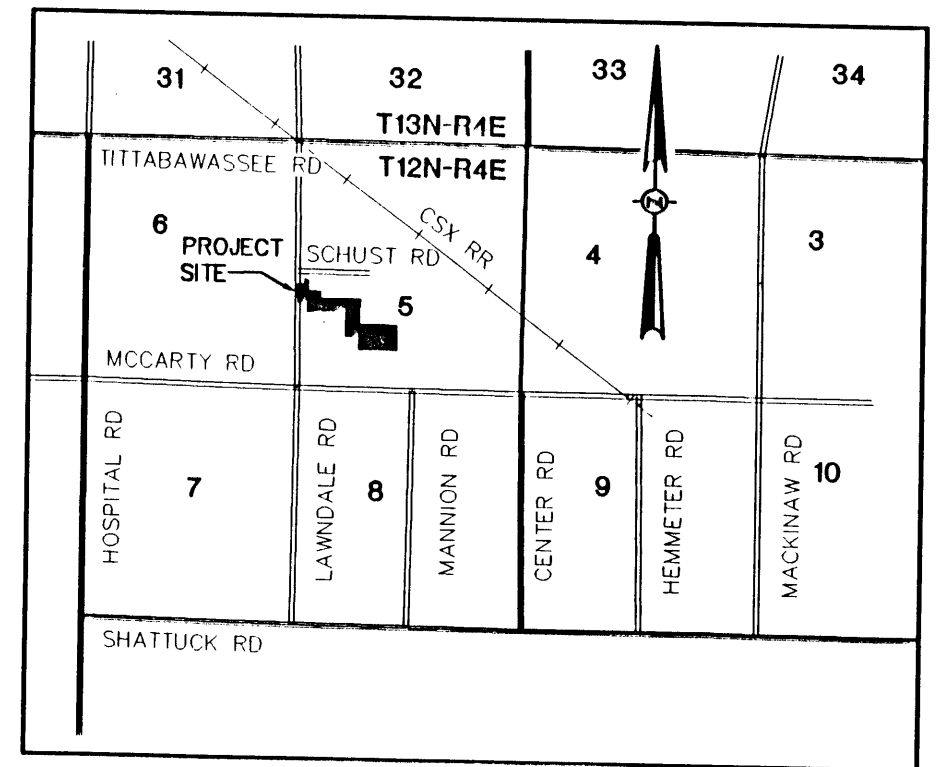 31
32
33
34
T13N-R4E
TITTABAWASSEE RD
T12N-R4E
6
CSX RR
4
3
PROJECT
SITE
SCHUST RD
5
MCCARTY RD
HOSPITAL RD
7
LAWNDALE RD
8
MANNION RD
CENTER RD
9
HEMMETER RD
MACKINAW RD
10
SHATTUCK RD
Z